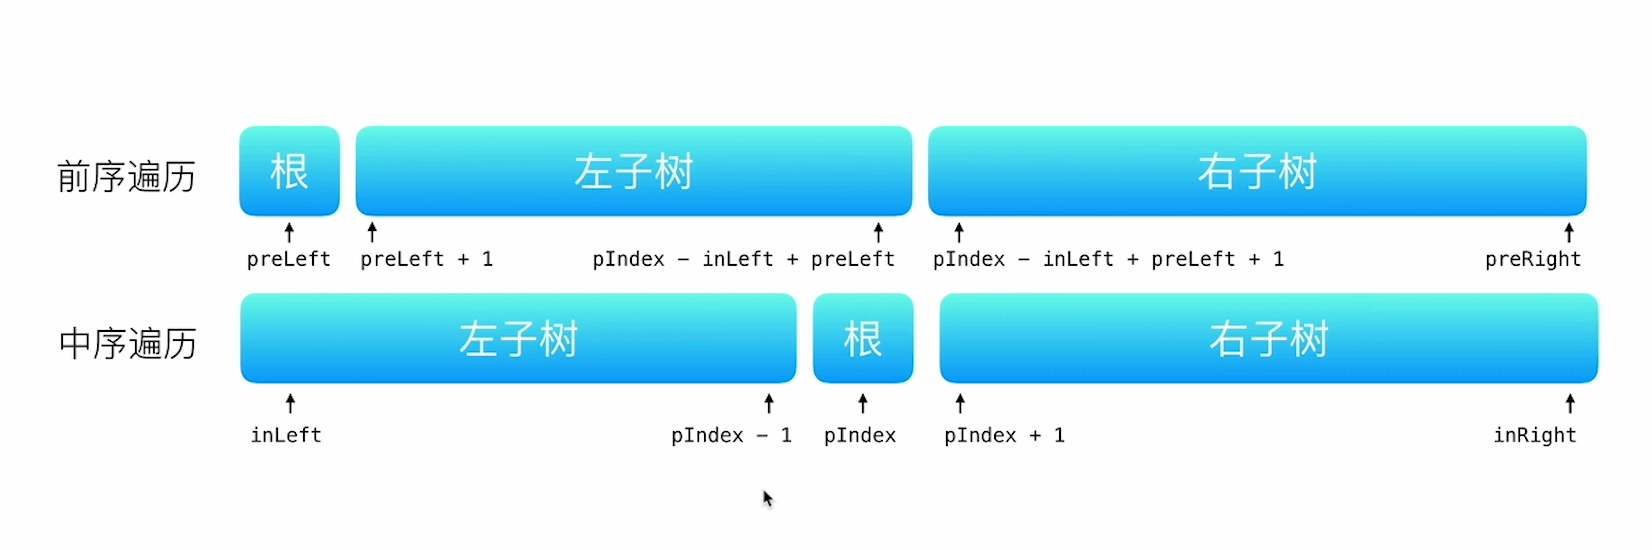 前序遍历 根 左子树 右子树
preLeft preLeft + 1 pIndex - inLeft + preLeft pIndex - inLeft + preLeft + 1 preRight
中序遍历 左子树 根 右子树
inLeft pIndex - 1 pIndex pIndex + 1 inRight